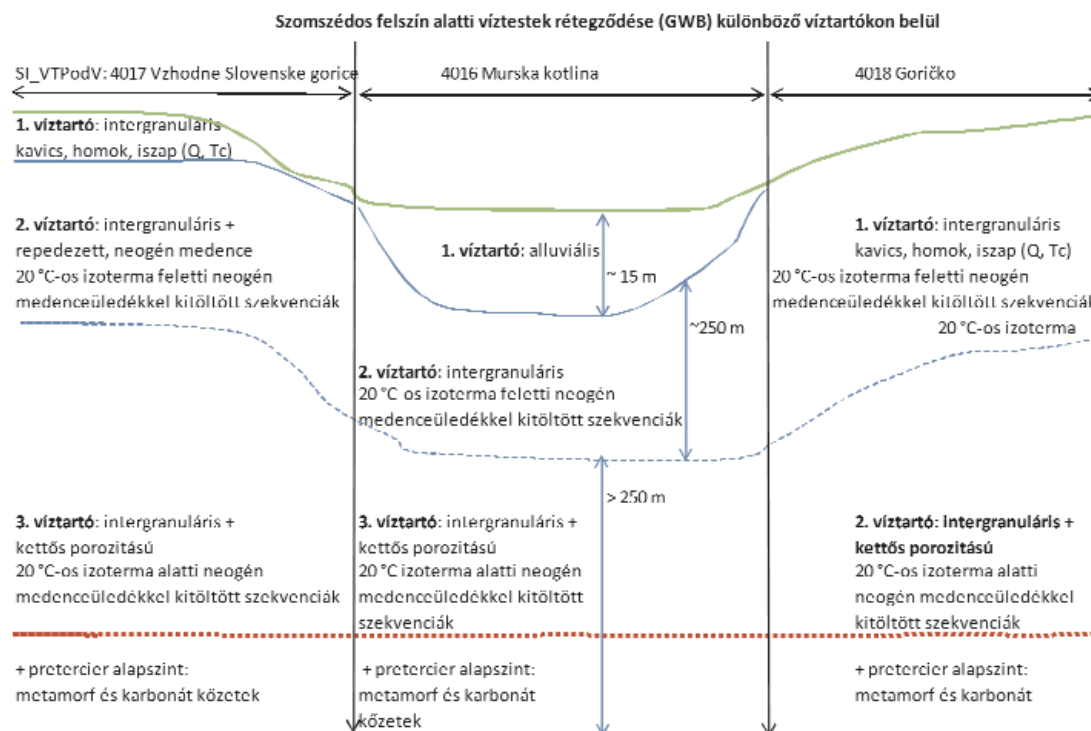 Szomszédos felszín alatti víztestek rétegződése (GWB) különböző víztartókon belül
SI_VTPodV: 4017 Vzhodne Slovenske gorice
4016 Murska kotlina
4018 Goričko
1. víztartó: intergranuláris
kavics, homok, iszap (Q, Tc)
2. víztartó: intergranuláris +
repedezett, neogén medence
20 °C-os izoterma feletti neogén
medenceüledékkel kitöltött szekvenciák
1. víztartó: alluviális
~ 15 m
~250 m
1. víztartó: intergranuláris
kavics, homok, iszap (Q, Tc)
20 °C-os izoterma feletti neogén
medenceüledékkel kitöltött szekvenciák
20 °C-os izoterma
2. víztartó: intergranuláris
20 °C-os izoterma feletti neogén
medenceüledékkel kitöltött szekvenciák
> 250 m
3. víztartó: intergranuláris +
kettős porozitású
20 °C-os izoterma alatti neogén
medenceüledékkel kitöltött szekvenciák
3. víztartó: intergranuláris +
kettős porozitású
20 °C izoterma alatti neogén
medenceüledékkel kitöltött
szekvenciák
2. víztartó: intergranuláris +
kettős porozitású
20 °C-os izoterma alatti
neogén medenceüledékkel
kitöltött szekvenciák
+ pretercier alapszint:
metamorf és karbonát kőzetek
+ pretercier alapszint:
metamorf és karbonát
kőzetek
+ pretercier alapszint:
metamorf és karbonát